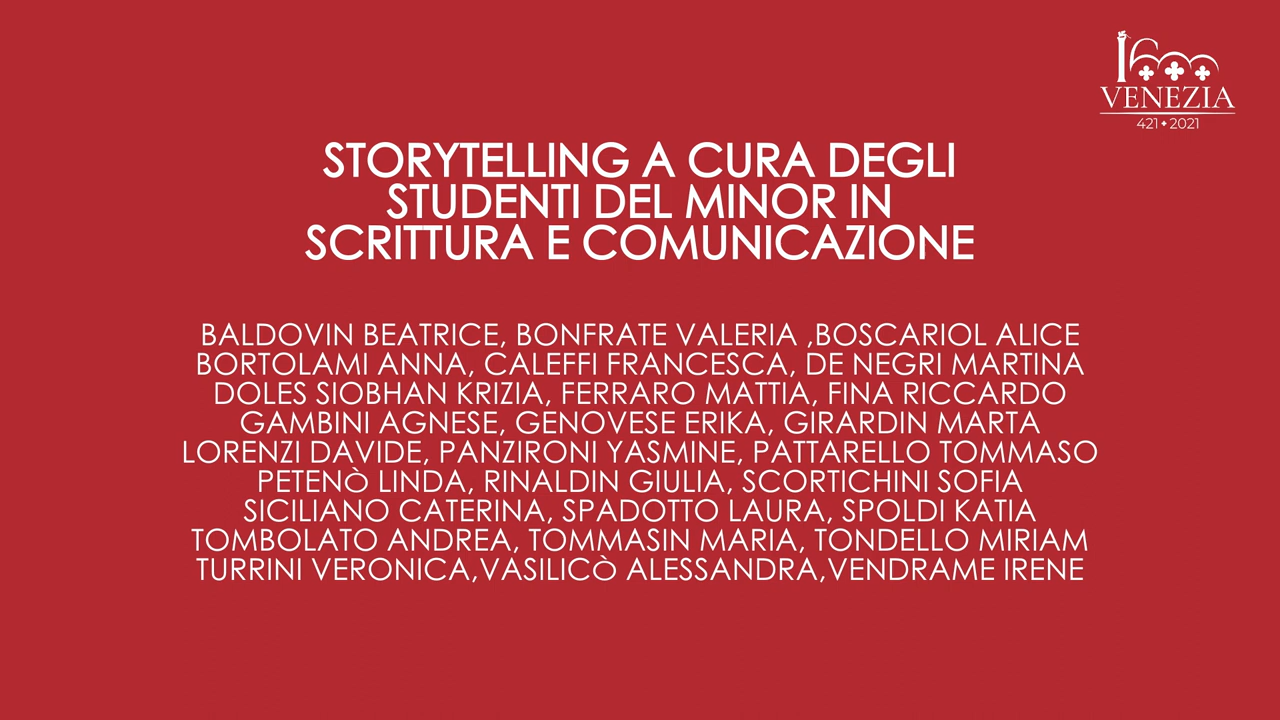 1600
VENEZIA
421 2021
STORYTELLING A CURA DEGLI
STUDENTI DEL MINOR IN
SCRITTURA E COMUNICAZIONE
BALDOVIN BEATRICE, BONFRATE VALERIA ,BOSCARIOL ALICE
BORTOLAMI ANNA, CALEFFI FRANCESCA, DE NEGRI MARTINA
DOLES SIOBHAN KRIZIA, FERRARO MATTIA, FINA RICCARDO
GAMBINI AGNESE, GENOVESE ERIKA, GIRARDIN MARTA
LORENZI DAVIDE, PANZIRONI YASMINE, PATTARELLO TOMMASO
PETENÒ LINDA, RINALDIN GIULIA, SCORTICHINI SOFIA
SICILIANO CATERINA, SPADOTTO LAURA, SPOLDI KATIA
TOMBOLATO ANDREA, TOMMASIN MARIA, TONDELLO MIRIAM
TURRINI VERONICA,VASILICÒ ALESSANDRA,VENDRAME IRENE